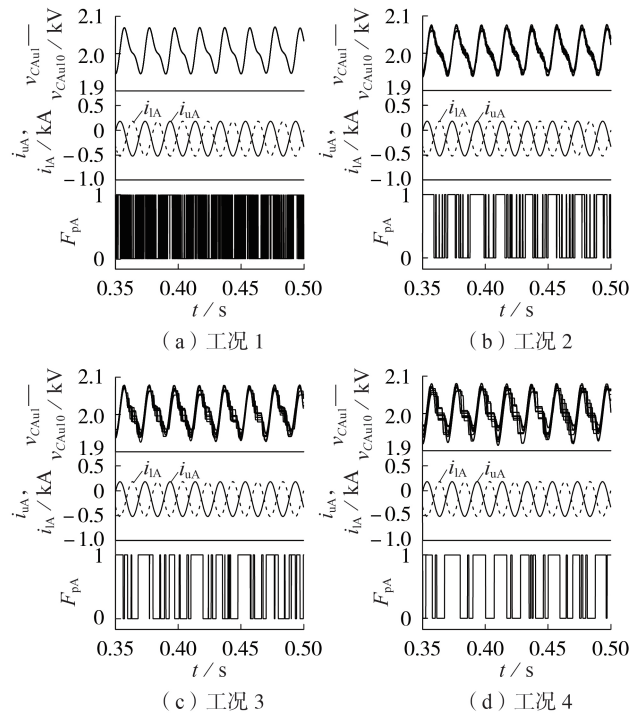 v_CAu1—
v_CAu10 / kV
2.1
2.0
1.9
i_uA,
i_lA / kA
0.5
0
−0.5
−1.0
i_lA
i_uA
F_pA
1
0
0.35
0.40
0.45
0.50
t / s
(a) 工况 1
v_CAu1—
v_CAu10 / kV
2.1
2.0
1.9
i_uA,
i_lA / kA
0.5
0
−0.5
−1.0
i_lA
i_uA
F_pA
1
0
0.35
0.40
0.45
0.50
t / s
(b) 工况 2
v_CAu1—
v_CAu10 / kV
2.1
2.0
1.9
i_uA,
i_lA / kA
0.5
0
−0.5
−1.0
i_lA
i_uA
F_pA
1
0
0.35
0.40
0.45
0.50
t / s
(c) 工况 3
v_CAu1—
v_CAu10 / kV
2.1
2.0
1.9
i_uA,
i_lA / kA
0.5
0
−0.5
−1.0
i_lA
i_uA
F_pA
1
0
0.35
0.40
0.45
0.50
t / s
(d) 工况 4